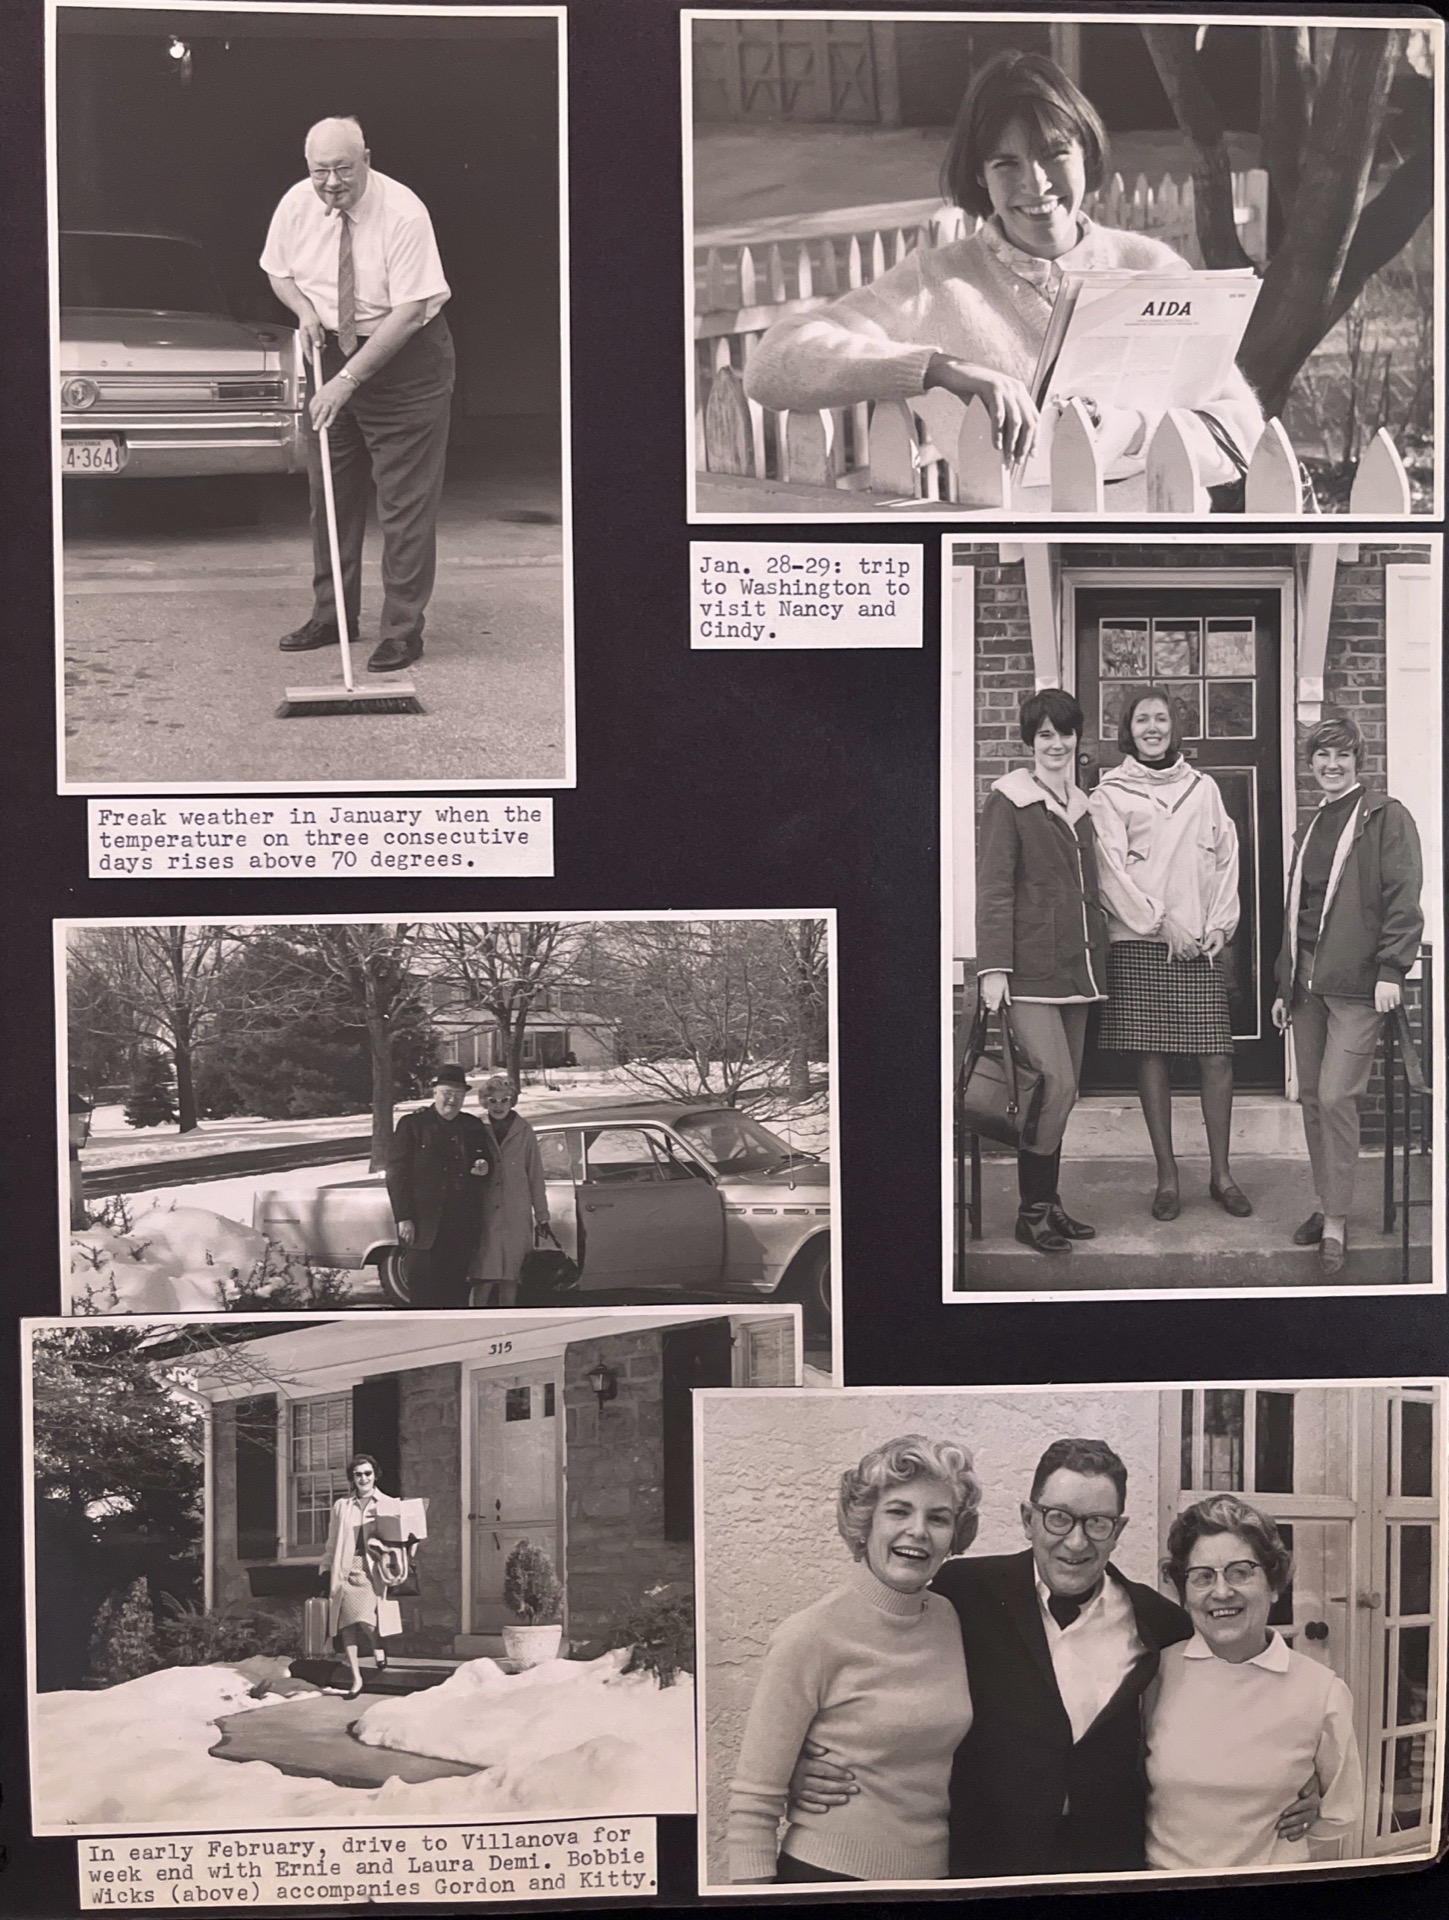 4·364
Freak weather in January when the
temperature on three consecutive
days rises above 70 degrees.
AIDA
Jan. 28-29: trip
to Washington to
visit Nancy and
Cindy.
315
In early February, drive to Villanova for
week end with Ernie and Laura Demi. Bobbie
Wicks (above) accompanies Gordon and Kitty.